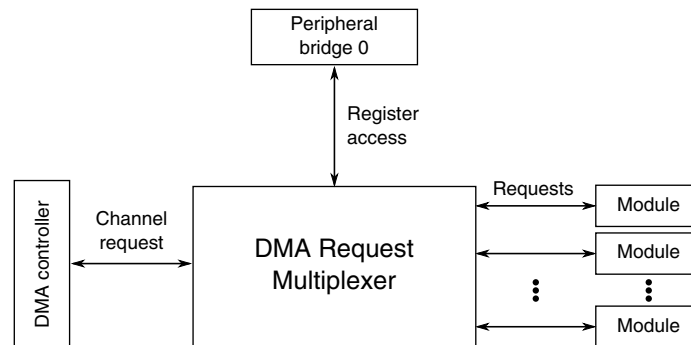 Peripheral
bridge 0
Register
access
DMA controller
Channel
request
DMA Request
Multiplexer
Requests
Module
Module
Module